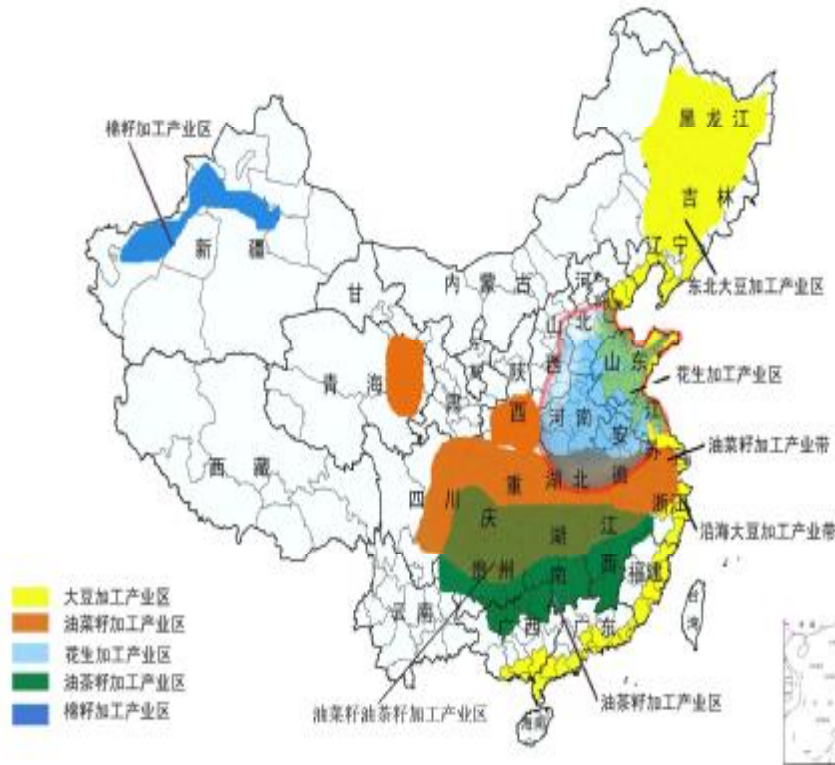 黑龙江
棉籽加工产业区
吉林
辽宁
新疆
东北大豆加工产业区
内蒙古
河北
甘肃
山西
山东
青海
陕西
花生加工产业区
河南
江苏
安徽
西藏
油菜籽加工产业带
四川
重庆
湖北
浙江
沿海大豆加工产业带
湖南
江西
贵州
福建
台湾
云南
广西
广东
大豆加工产业区
油菜籽加工产业区
花生加工产业区
油茶籽加工产业区
棉籽加工产业区
油菜籽油茶籽加工产业区
油茶籽加工产业区
海南